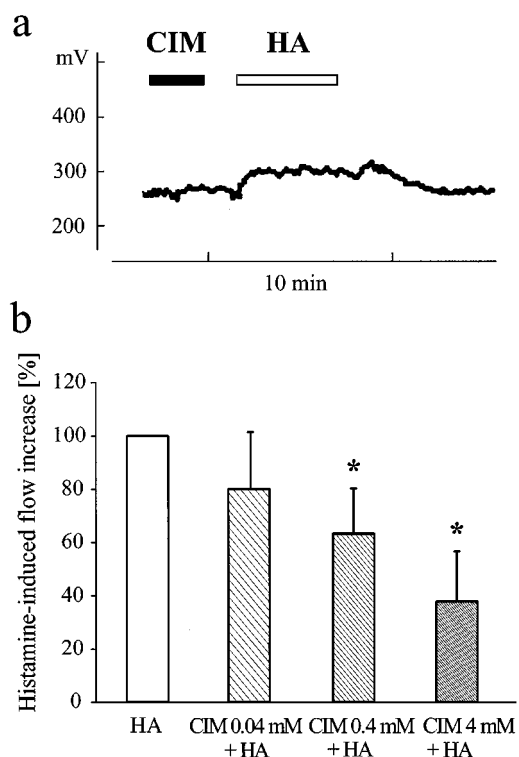 a
CIM HA
mV
400
300
200
10 min
b
Histamine-induced flow increase [%]
120
100
80
60
40
20
0
*
*
HA CIM 0.04 mM CIM 0.4 mM CIM 4 mM
+ HA + HA + HA